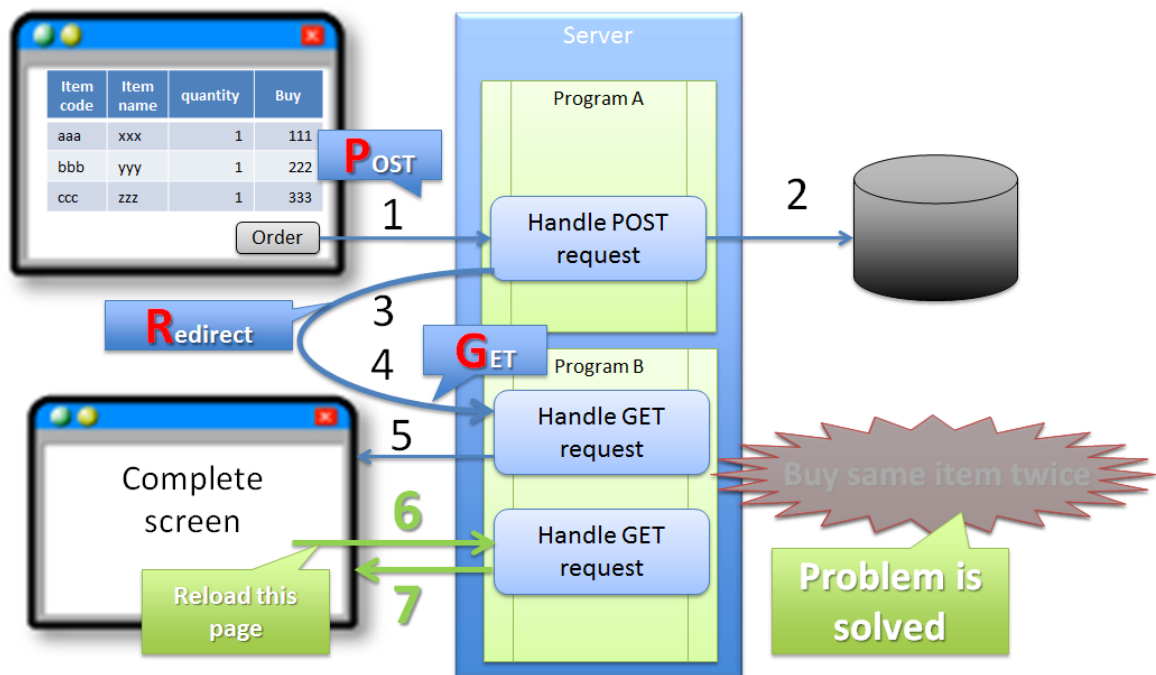 Server
Item code
Item name
quantity
Buy
aaa xxx 1 111
bbb yyy 1 222
ccc zzz 1 333
Order
POST
1
Program A
Handle POST
request
2
Redirect
3
4
GET
Program B
Handle GET
request
5
Complete
screen
Buy same item twice
6
Handle GET
request
Reload this
page
7
Problem is
solved